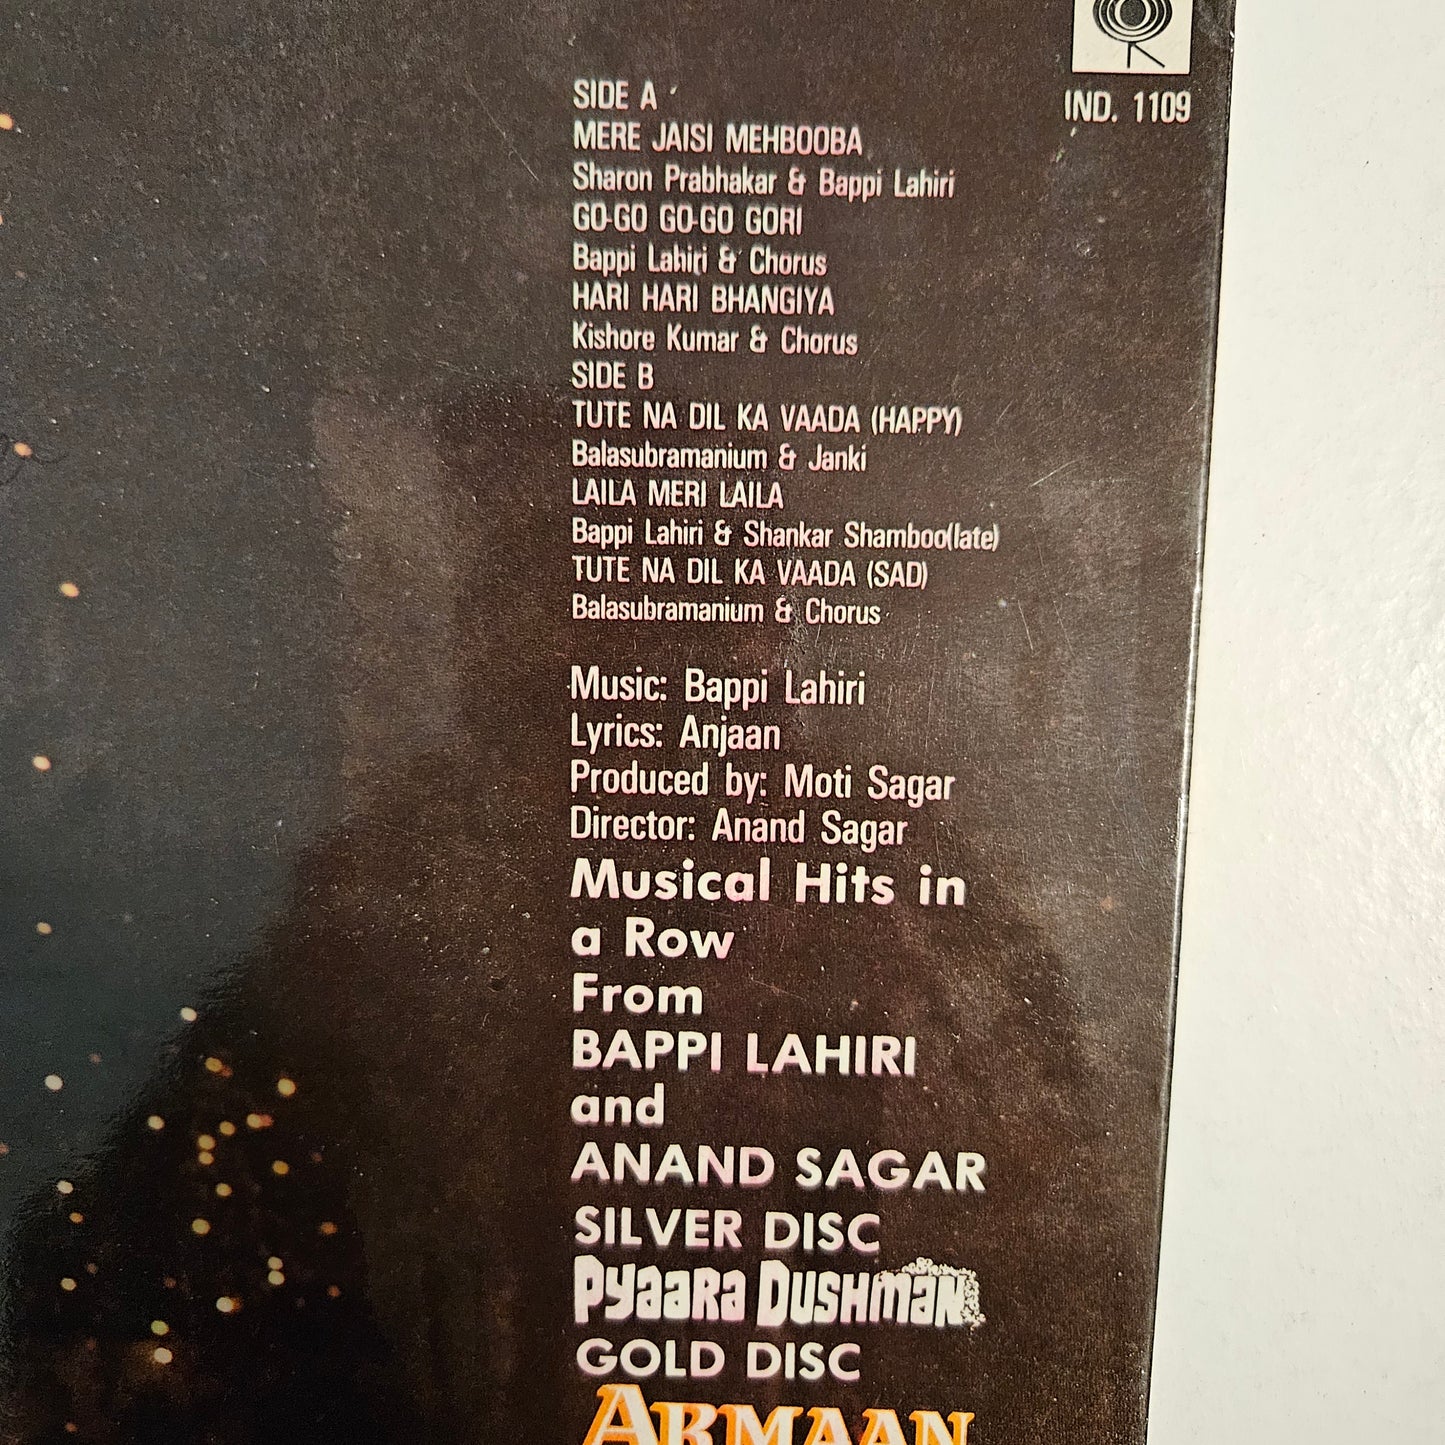 IND. 1109
SIDE A
MERE JAISI MEHBOOBA
Sharon Prabhakar & Bappi Lahiri
GO-GO GO-GO GORI
Bappi Lahiri & Chorus
HARI HARI BHANGIYA
Kishore Kumar & Chorus
SIDE B
TUTE NA DIL KA VAADA (HAPPY)
Balasubramanium & Janki
LAILA MERI LAILA
Bappi Lahiri & Shankar Shamboo(late)
TUTE NA DIL KA VAADA (SAD)
Balasubramanium & Chorus
Music: Bappi Lahiri
Lyrics: Anjaan
Produced by: Moti Sagar
Director: Anand Sagar
Musical Hits in
a Row
From
BAPPI LAHIRI
and
ANAND SAGAR
SILVER DISC
PYAARA DUSHMAN
GOLD DISC
ARMAAN